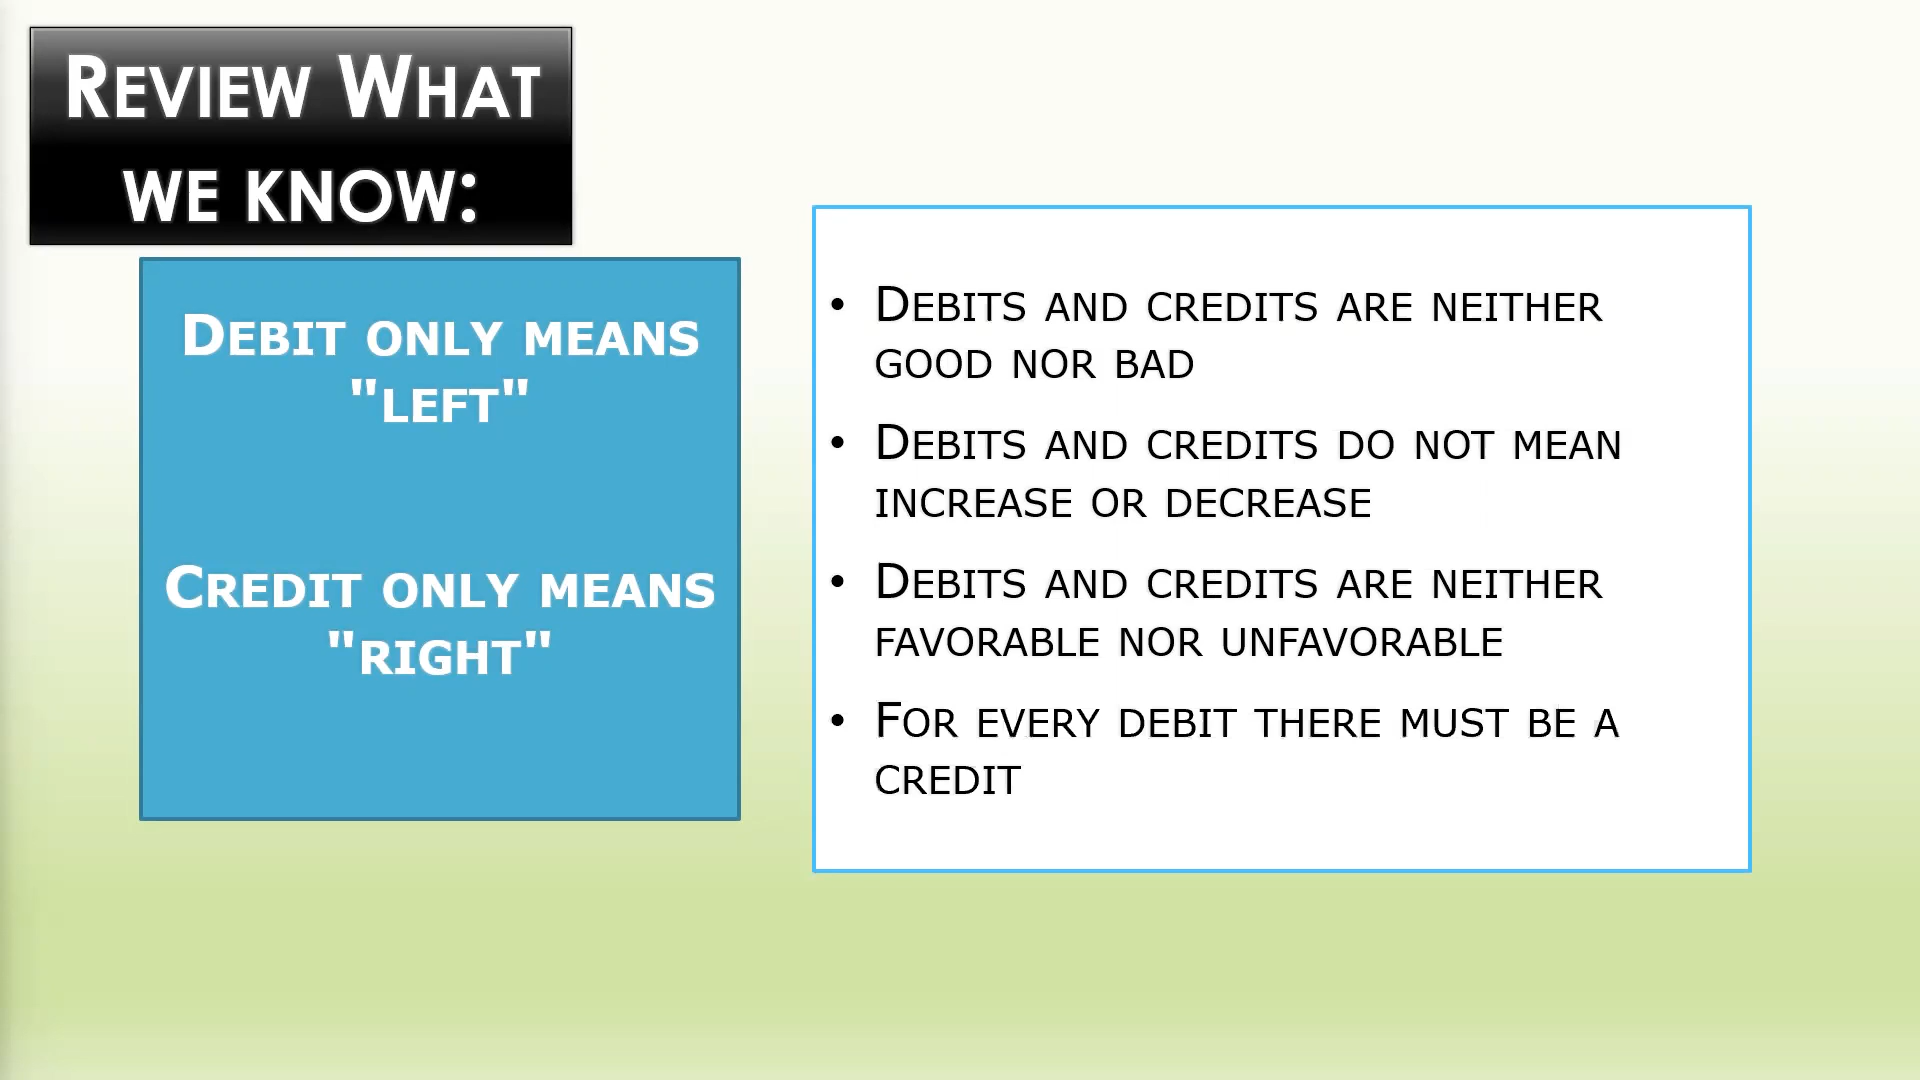 Review What
we know:
Debit only means
"left"
Credit only means
"right"
• Debits and credits are neither
good nor bad
• Debits and credits do not mean
increase or decrease
• Debits and credits are neither
favorable nor unfavorable
• For every debit there must be a
credit